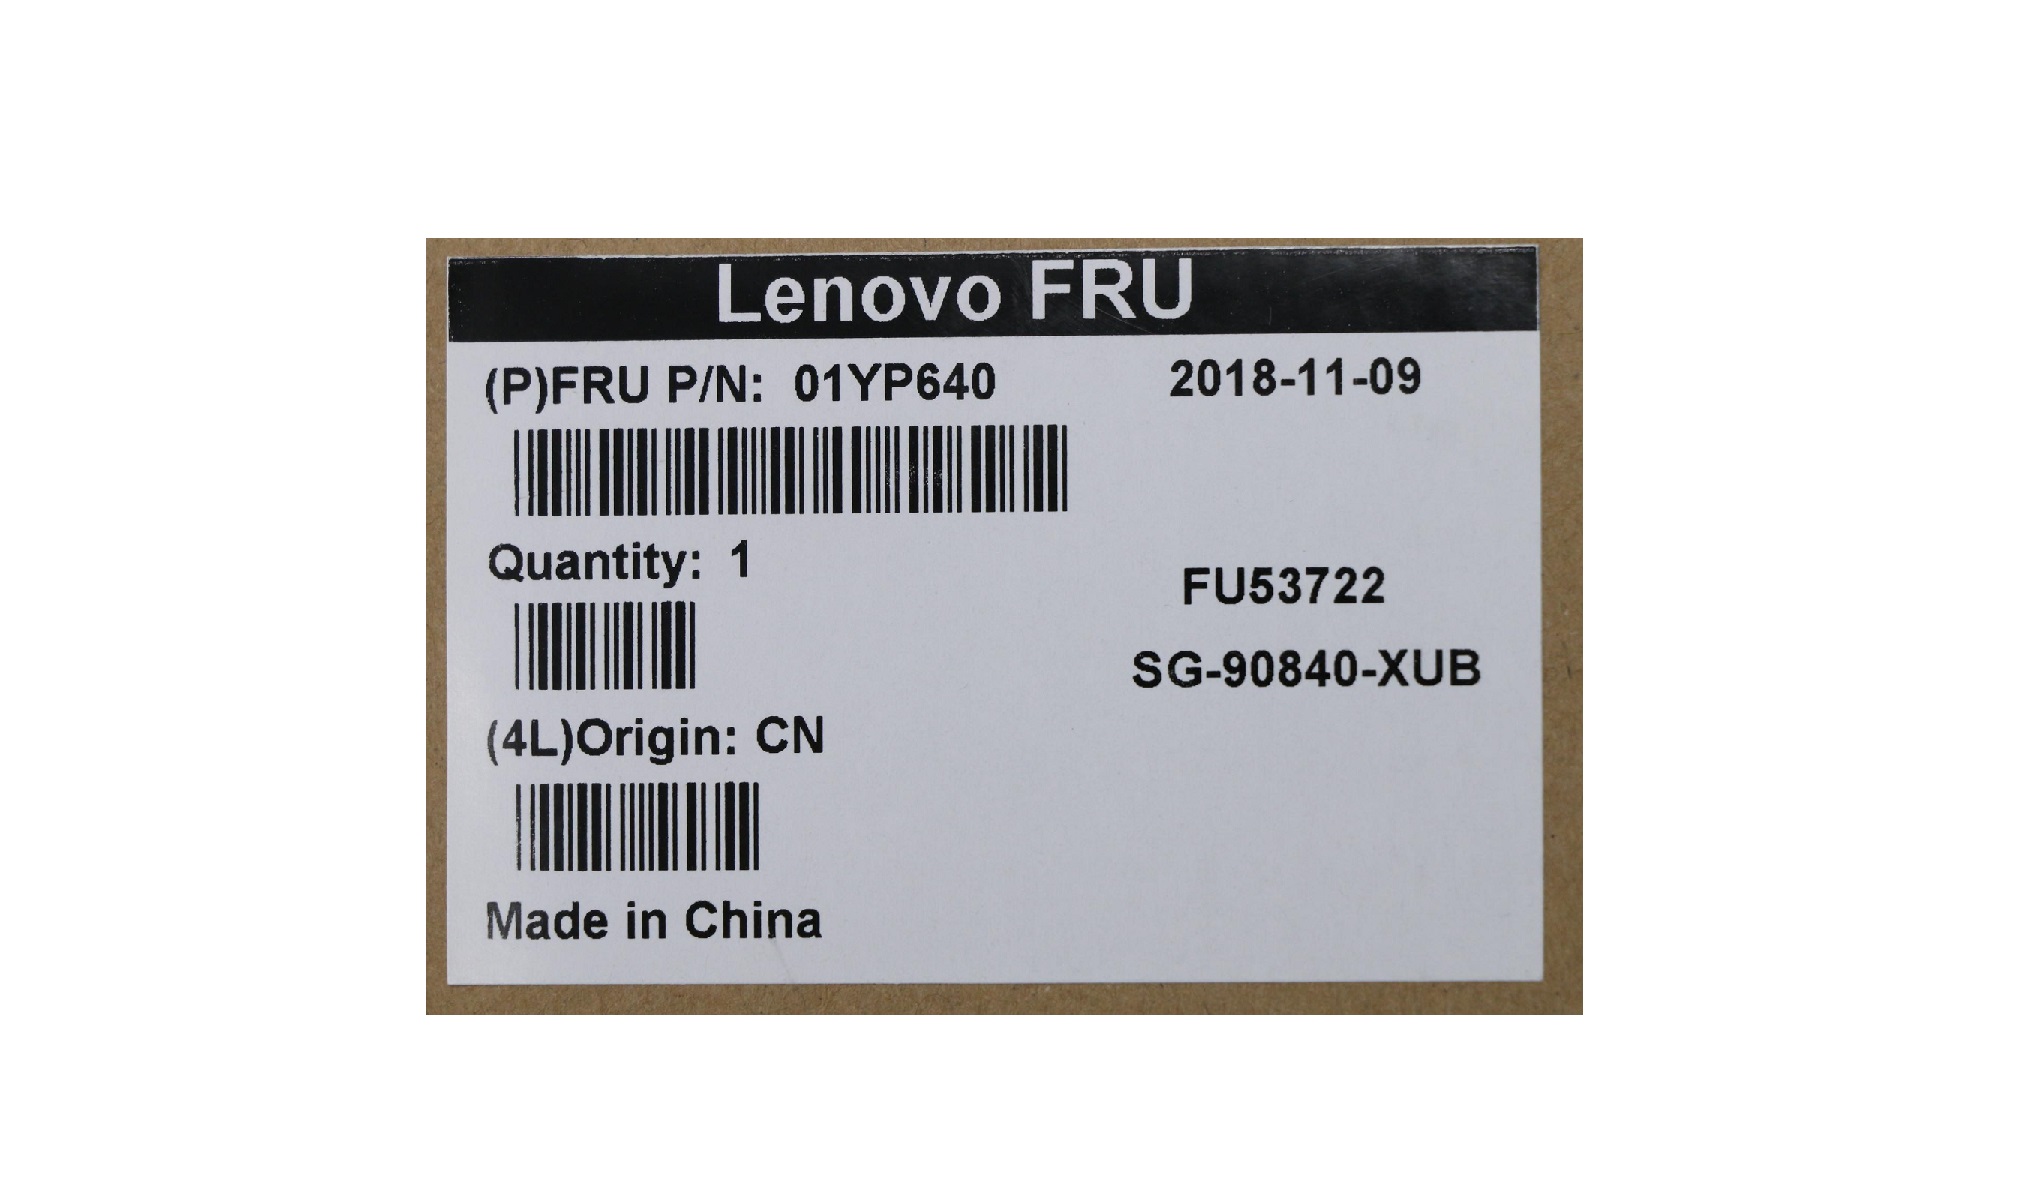 Lenovo FRU
(P)FRU P/N: 01YP640 2018-11-09
Quantity: 1
FU53722
SG-90840-XUB
(4L)Origin: CN
Made in China